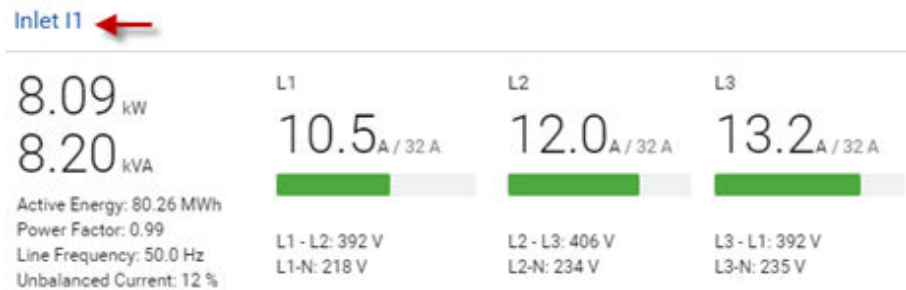 Inlet I1
8.09 kW
8.20 kVA
Active Energy: 80.26 MWh
Power Factor: 0.99
Line Frequency: 50.0 Hz
Unbalanced Current: 12 %
L1
10.5 A / 32 A
L1 - L2: 392 V
L1-N: 218 V
L2
12.0 A / 32 A
L2 - L3: 406 V
L2-N: 234 V
L3
13.2 A / 32 A
L3 - L1: 392 V
L3-N: 235 V